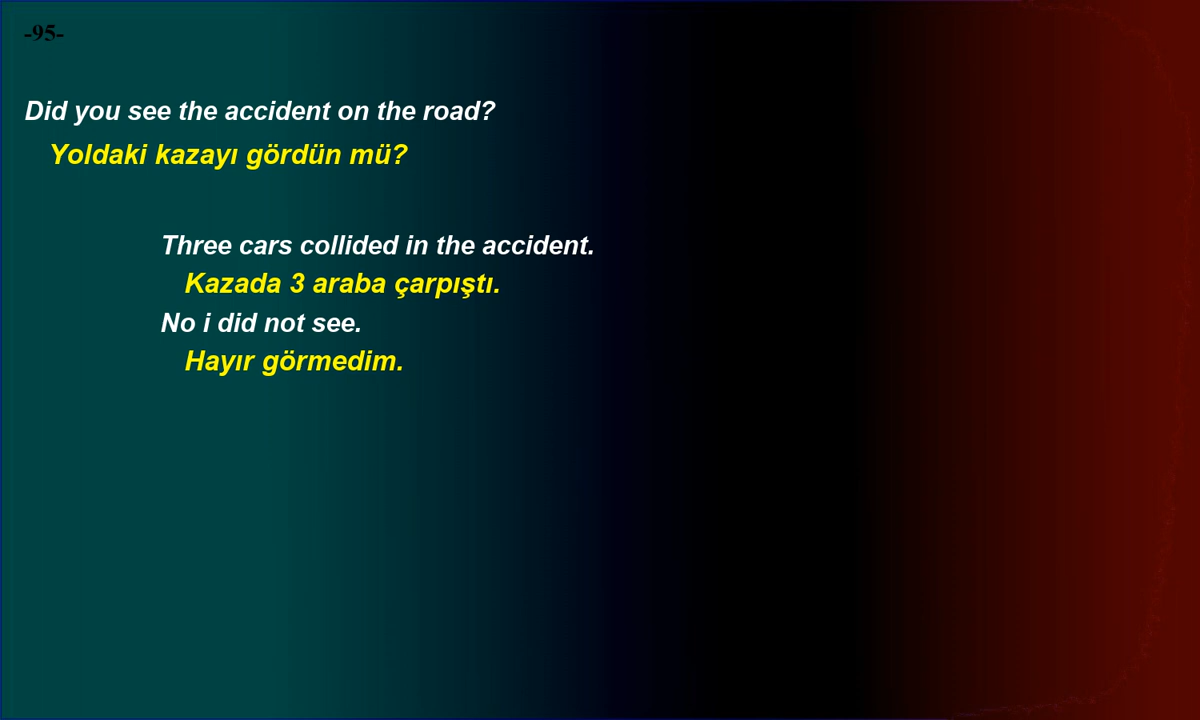 -95-
Did you see the accident on the road?
Yoldaki kazayı gördün mü?
Three cars collided in the accident.
Kazada 3 araba çarpıştı.
No i did not see.
Hayır görmedim.